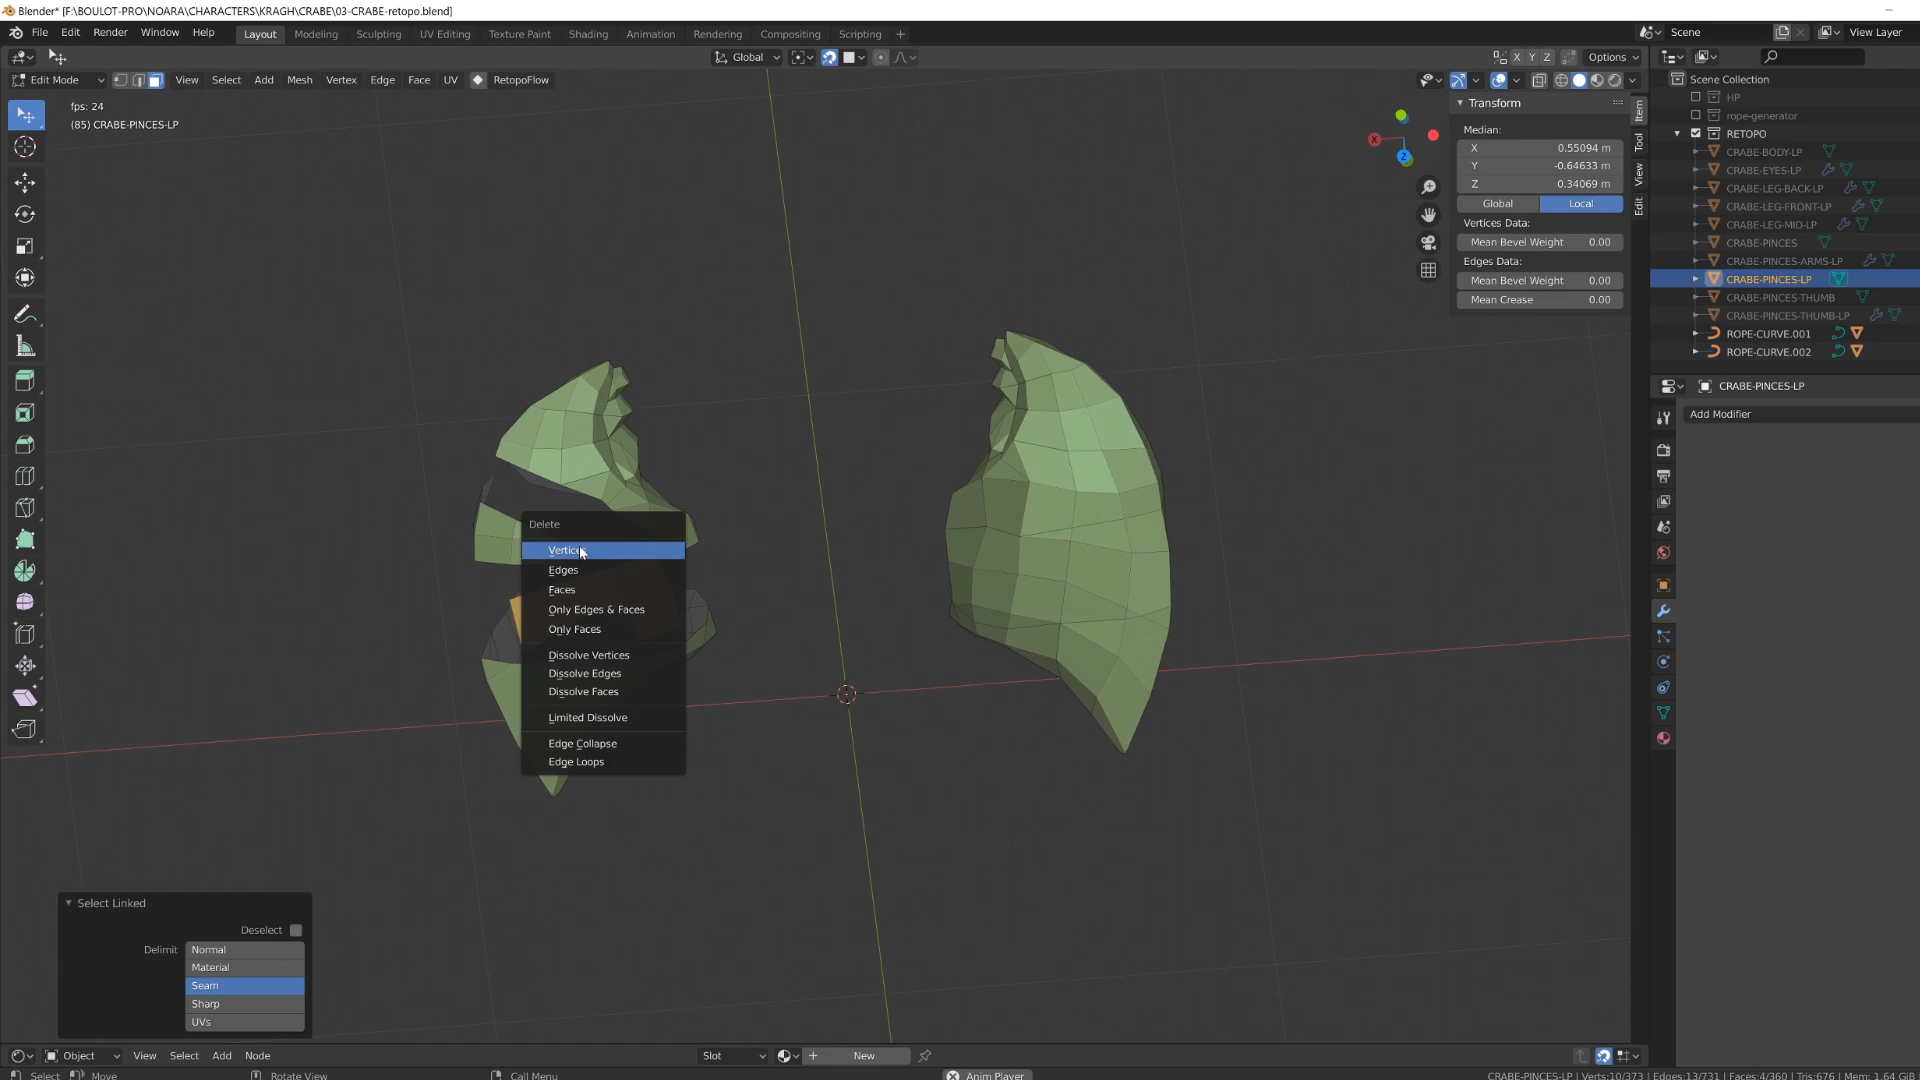 Blender* [F:\BOULOT-PRO\NOARA\CHARACTERS\KRAGH\CRABE\03-CRABE-retopo.blend]
File Edit Render Window Help Layout Modeling Sculpting UV Editing Texture Paint Shading Animation Rendering Compositing Scripting + Scene View Layer
Global X Y Z Options
Edit Mode View Select Add Mesh Vertex Edge Face UV RetopoFlow
fps: 24
(85) CRABE-PINCES-LP
X
Z
Transform
Median:
X 0.55094 m
Y -0.64633 m
Z 0.34069 m
Global Local
Vertices Data:
Mean Bevel Weight 0.00
Edges Data:
Mean Bevel Weight 0.00
Mean Crease 0.00
Item
Tool
View
Edit
Scene Collection
HP
rope-generator
RETOPO
CRABE-BODY-LP
CRABE-EYES-LP
CRABE-LEG-BACK-LP
CRABE-LEG-FRONT-LP
CRABE-LEG-MID-LP
CRABE-PINCES
CRABE-PINCES-ARMS-LP
CRABE-PINCES-LP
CRABE-PINCES-THUMB
CRABE-PINCES-THUMB-LP
ROPE-CURVE.001
ROPE-CURVE.002
CRABE-PINCES-LP
Add Modifier
Delete
Vertices
Edges
Faces
Only Edges & Faces
Only Faces
Dissolve Vertices
Dissolve Edges
Dissolve Faces
Limited Dissolve
Edge Collapse
Edge Loops
Select Linked
Deselect
Delimit Normal
Material
Seam
Sharp
UVs
Object View Select Add Node Slot + New
Select Move Rotate View Call Menu Anim Player CRABE-PINCES-LP | Verts:10/373 | Edges:13/731 | Faces:4/360 | Tris:676 | Mem: 1.64 GiB